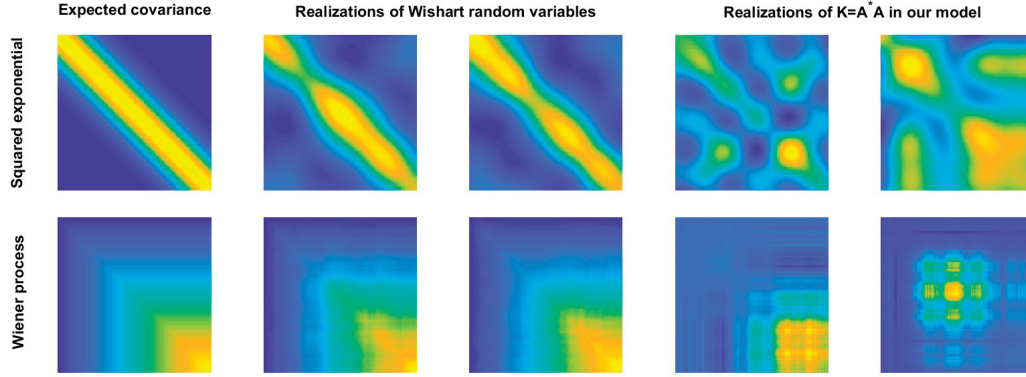 Expected covariance
Realizations of Wishart random variables
Realizations of K=A*A in our model
Squared exponential
Wiener process